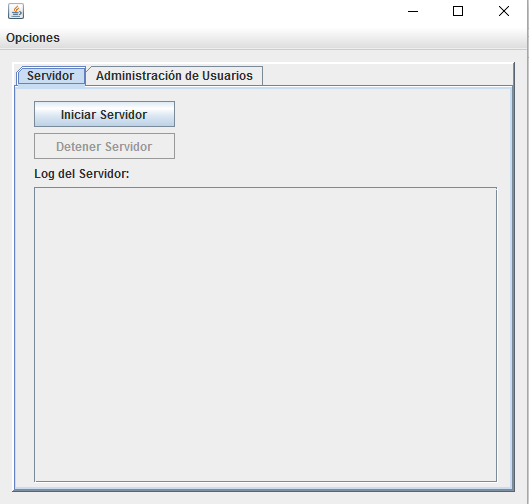 Opciones
Servidor Administración de Usuarios
Iniciar Servidor
Detener Servidor
Log del Servidor: